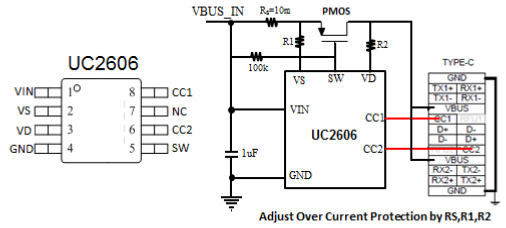 VBUS_IN
Rs=10m
PMOS
R1
R2
100k
VS
SW
VD
VIN
UC2606
CC1
CC2
GND
1uF
UC2606
VIN
1
8
CC1
VS
2
7
NC
VD
3
6
CC2
GND
4
5
SW
TYPE-C
GND
TX1+ RX1+
TX1- RX1-
VBUS
CC1
D+ D-
D- D+
CC2
VBUS
RX2- TX2-
RX2+ TX2+
GND
Adjust Over Current Protection by RS,R1,R2